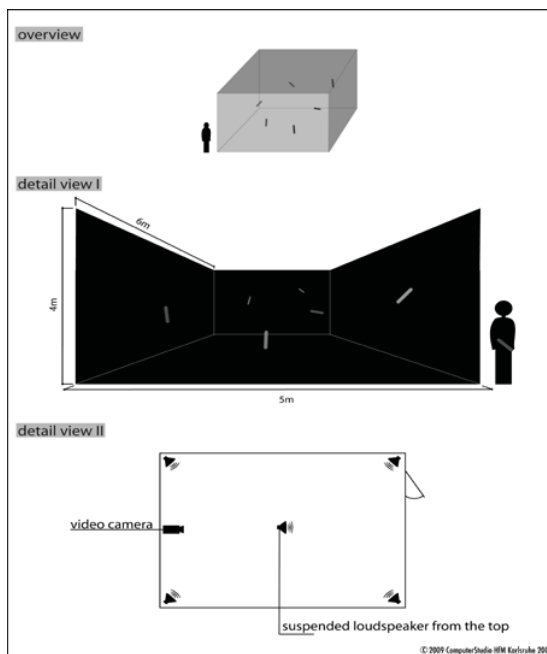 overview
detail view I
6m
4m
5m
detail view II
video camera
suspended loudspeaker from the top
© 2009 ComputerStudio HfM Karlsruhe